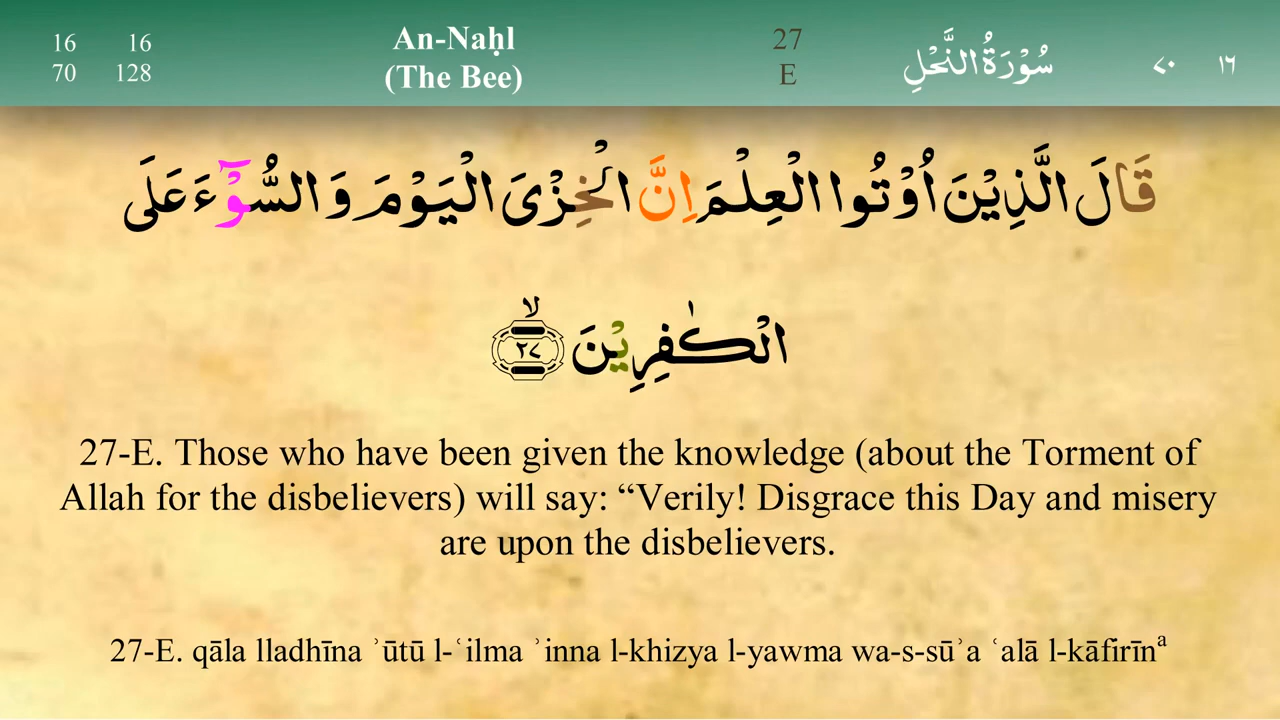 16 16 An-Naḥl 27 سُوْرَةُ النَّحْلِ ٧٠ ١٦
70 128 (The Bee) E
قَالَ الَّذِيْنَ اُوْتُوا الْعِلْمَ اِنَّ الْخِزْىَ الْيَوْمَ وَالسُّوْٓءَ عَلَى
الْكٰفِرِيْنَ ۙ ٢٧
27-E. Those who have been given the knowledge (about the Torment of
Allah for the disbelievers) will say: “Verily! Disgrace this Day and misery
are upon the disbelievers.
27-E. qāla lladhīna ʾūtū l-ʿilma ʾinna l-khizya l-yawma wa-s-sūʾa ʿalā l-kāfirīnᵃ